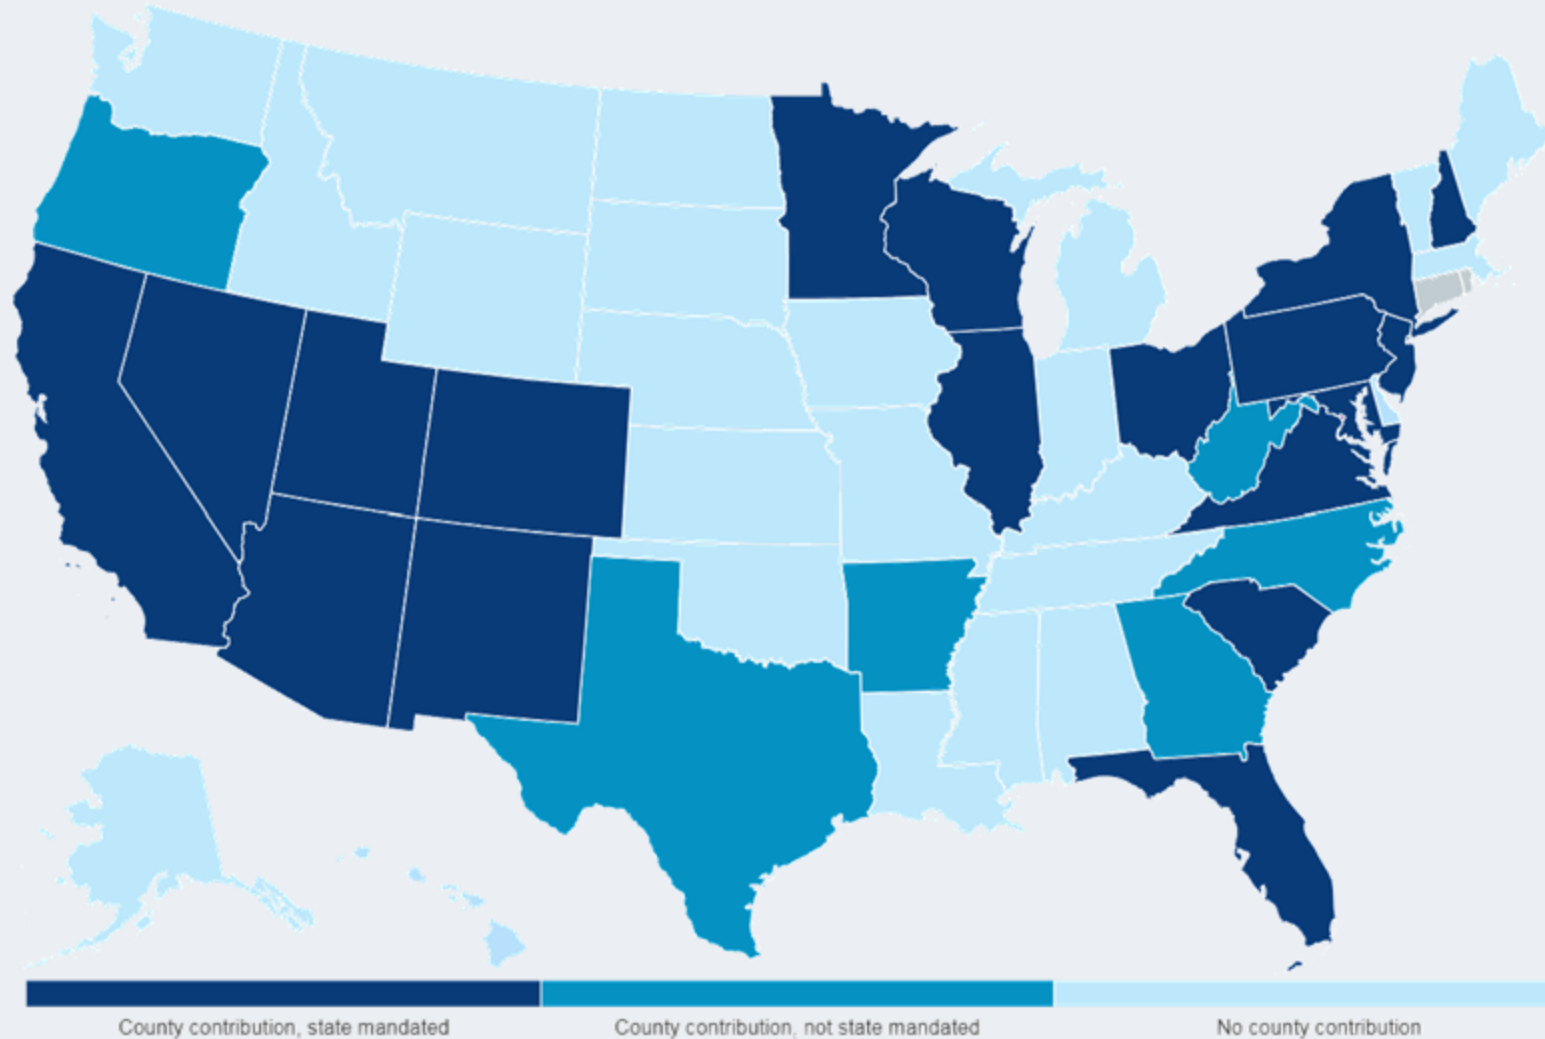 County contribution, state mandated
County contribution, not state mandated
No county contribution